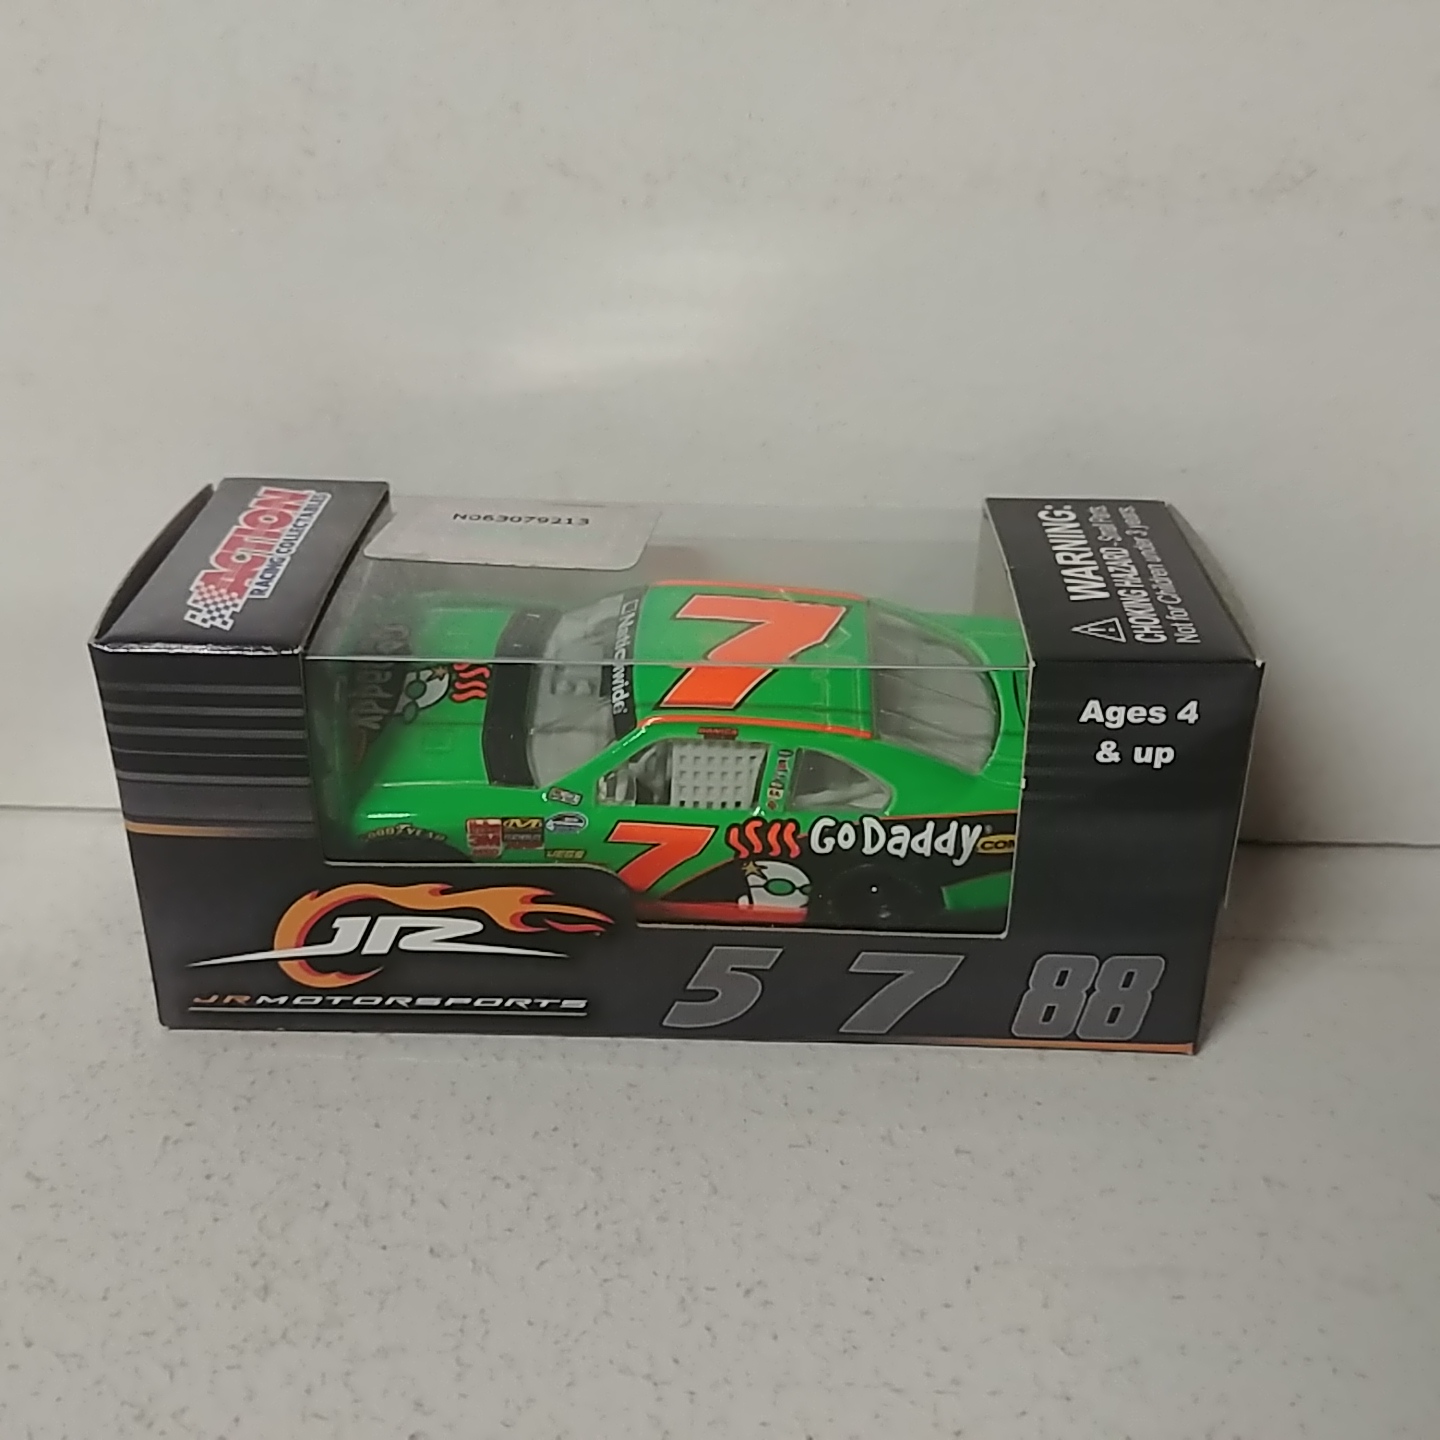 ACTION
RACING COLLECTABLES
N063079213
WARNING:
CHOKING HAZARD - Small Parts.
Not for Children under 3 years.
Ages 4
& up
7
Nationwide
DANICA
GOODYEAR
7
GoDaddy
COM
JR
JR MOTORSPORTS
5 7 88